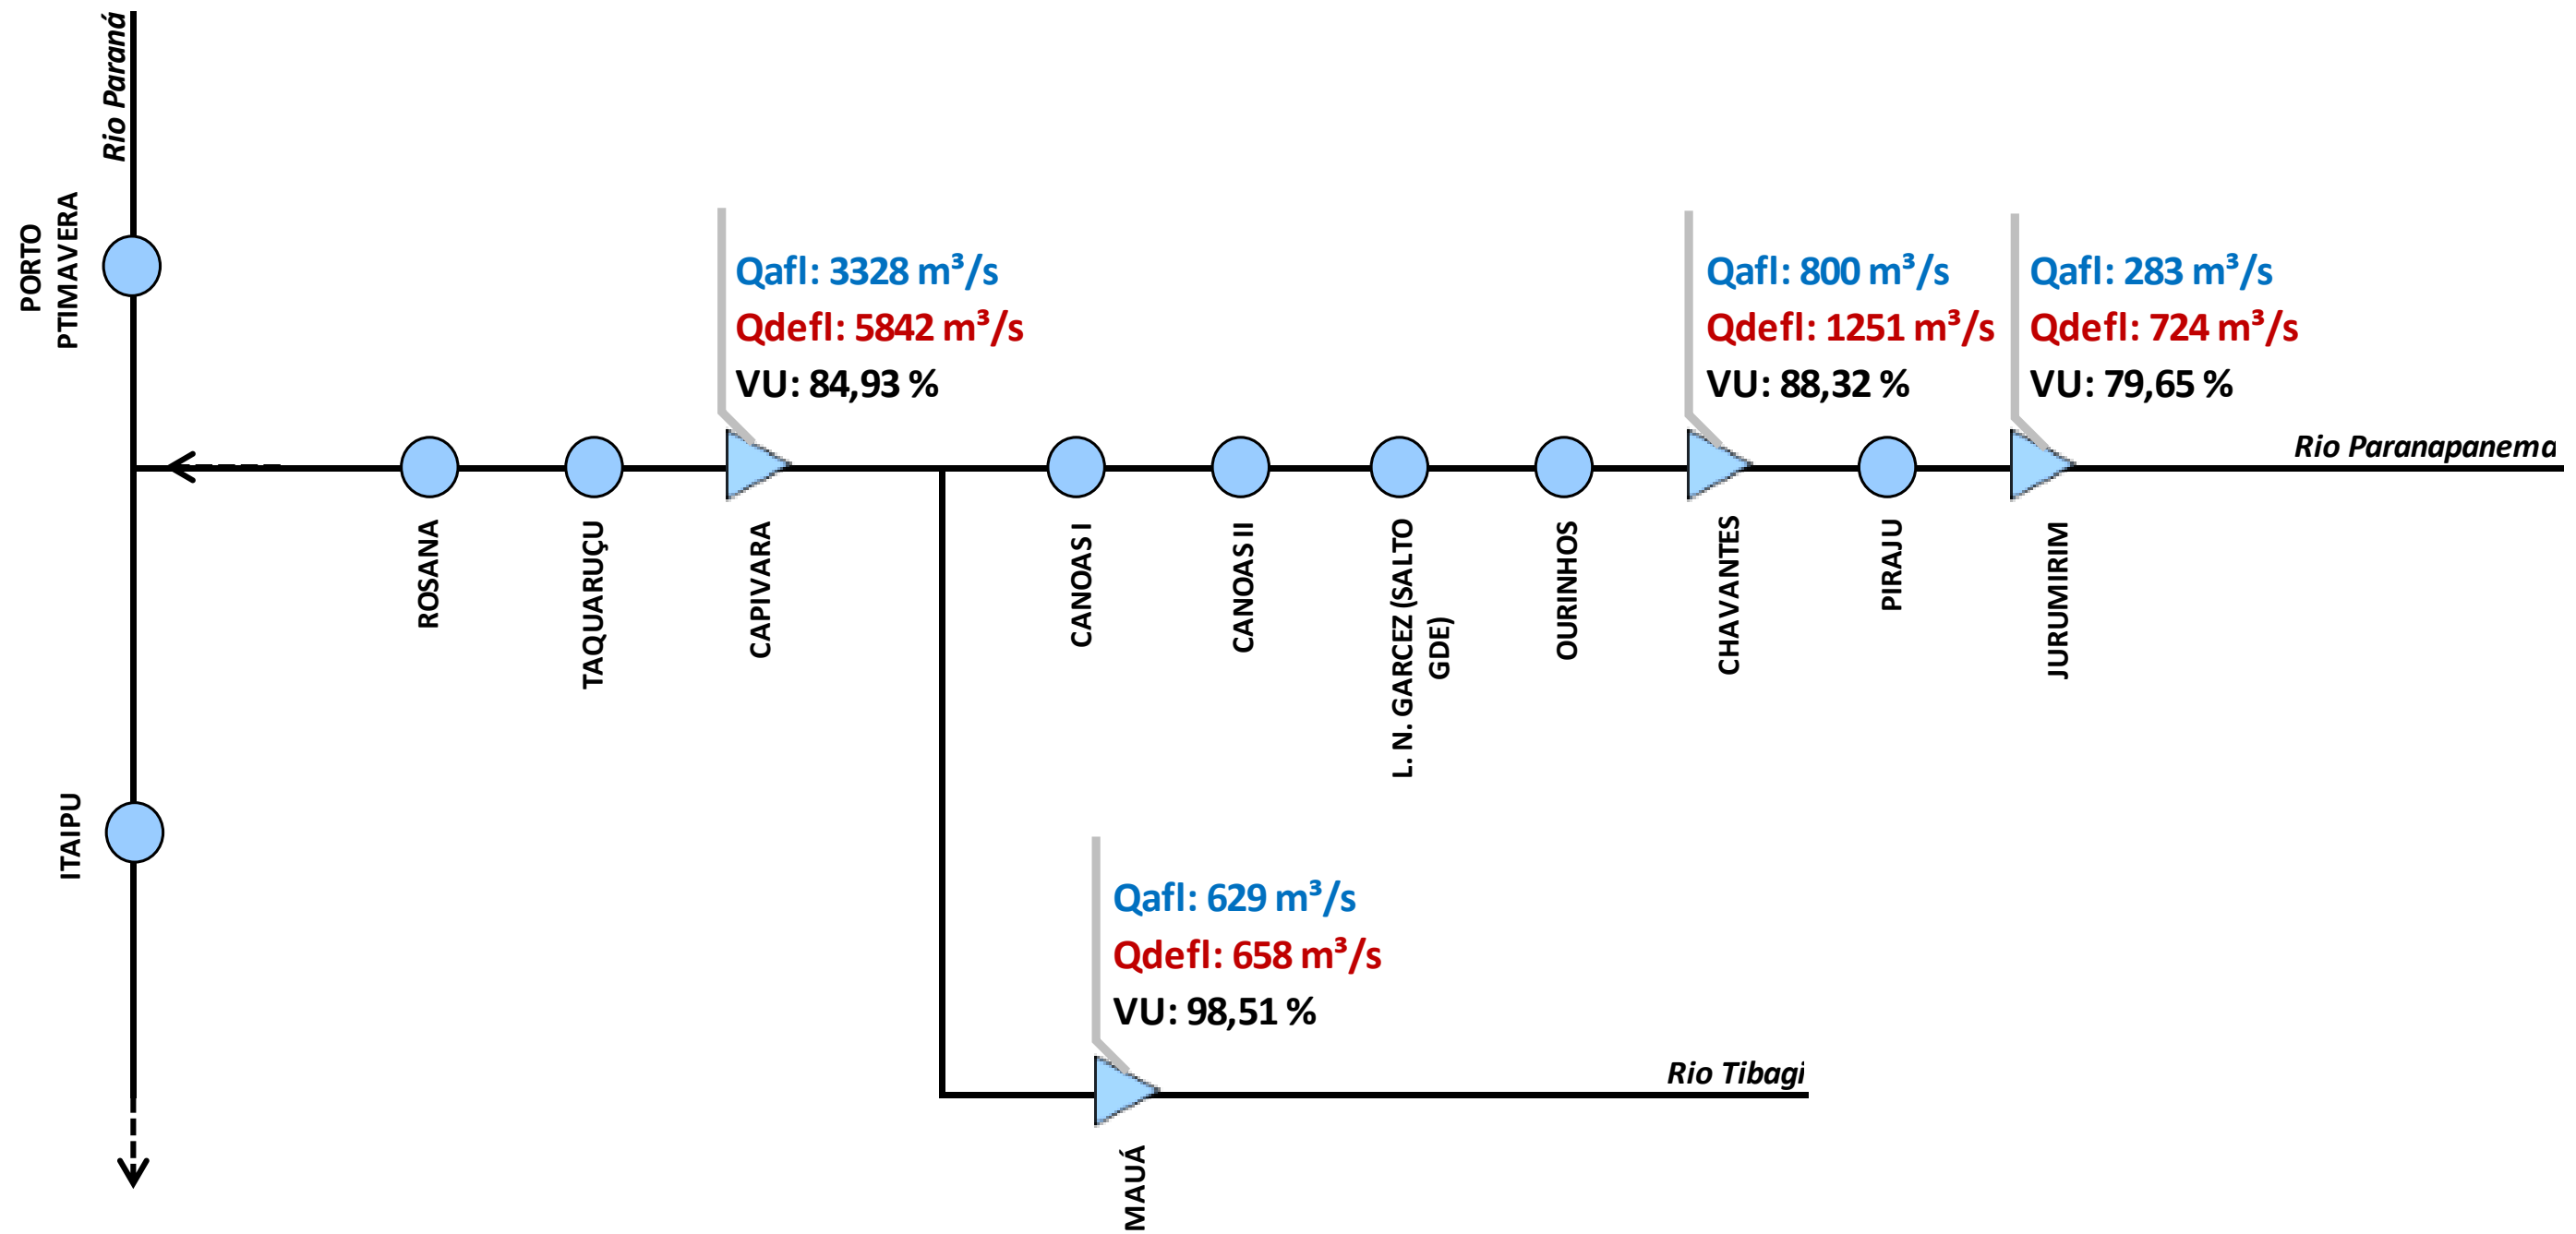 Rio Paraná
PORTO
PTIMAVERA
Qafl: 3328 m³/s
Qdefl: 5842 m³/s
VU: 84,93 %
Qafl: 800 m³/s
Qdefl: 1251 m³/s
VU: 88,32 %
Qafl: 283 m³/s
Qdefl: 724 m³/s
VU: 79,65 %
Rio Paranapanema
ROSANA
TAQUARUÇU
CAPIVARA
CANOAS I
CANOAS II
L. N. GARCEZ (SALTO
GDE)
OURINHOS
CHAVANTES
PIRAJU
JURUMIRIM
ITAIPU
Qafl: 629 m³/s
Qdefl: 658 m³/s
VU: 98,51 %
Rio Tibagi
MAUÁ